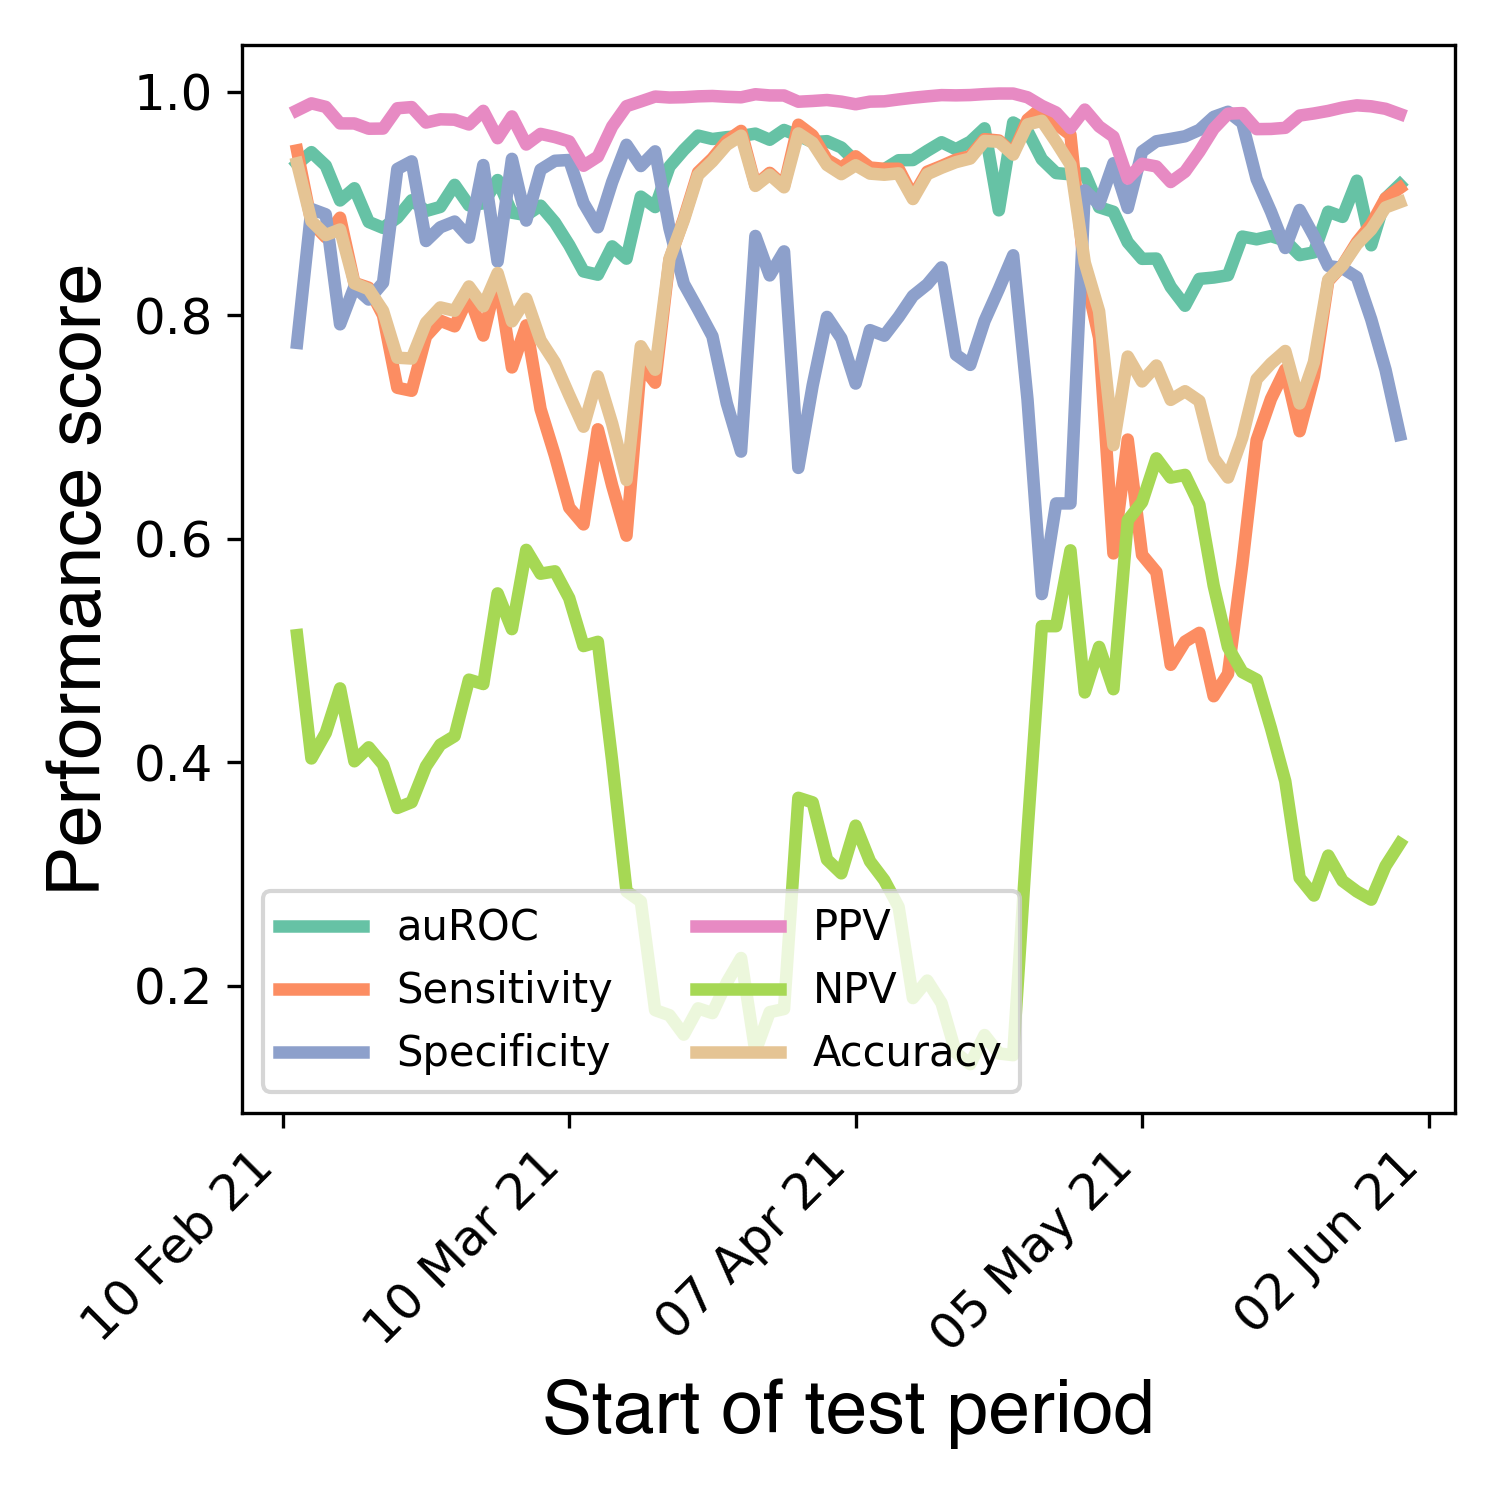 Performance score
1.0
0.8
0.6
0.4
0.2
auROC
Sensitivity
Specificity
PPV
NPV
Accuracy
10 Feb 21
10 Mar 21
07 Apr 21
05 May 21
02 Jun 21
Start of test period